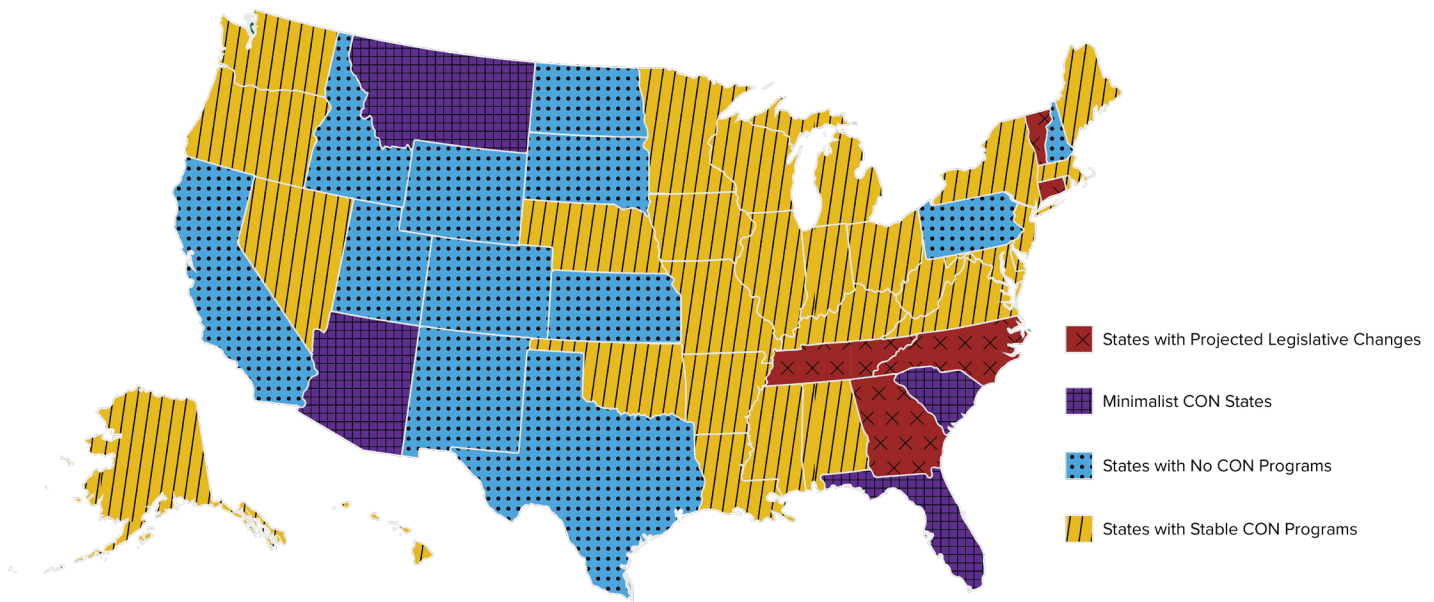 States with Projected Legislative Changes
Minimalist CON States
States with No CON Programs
States with Stable CON Programs